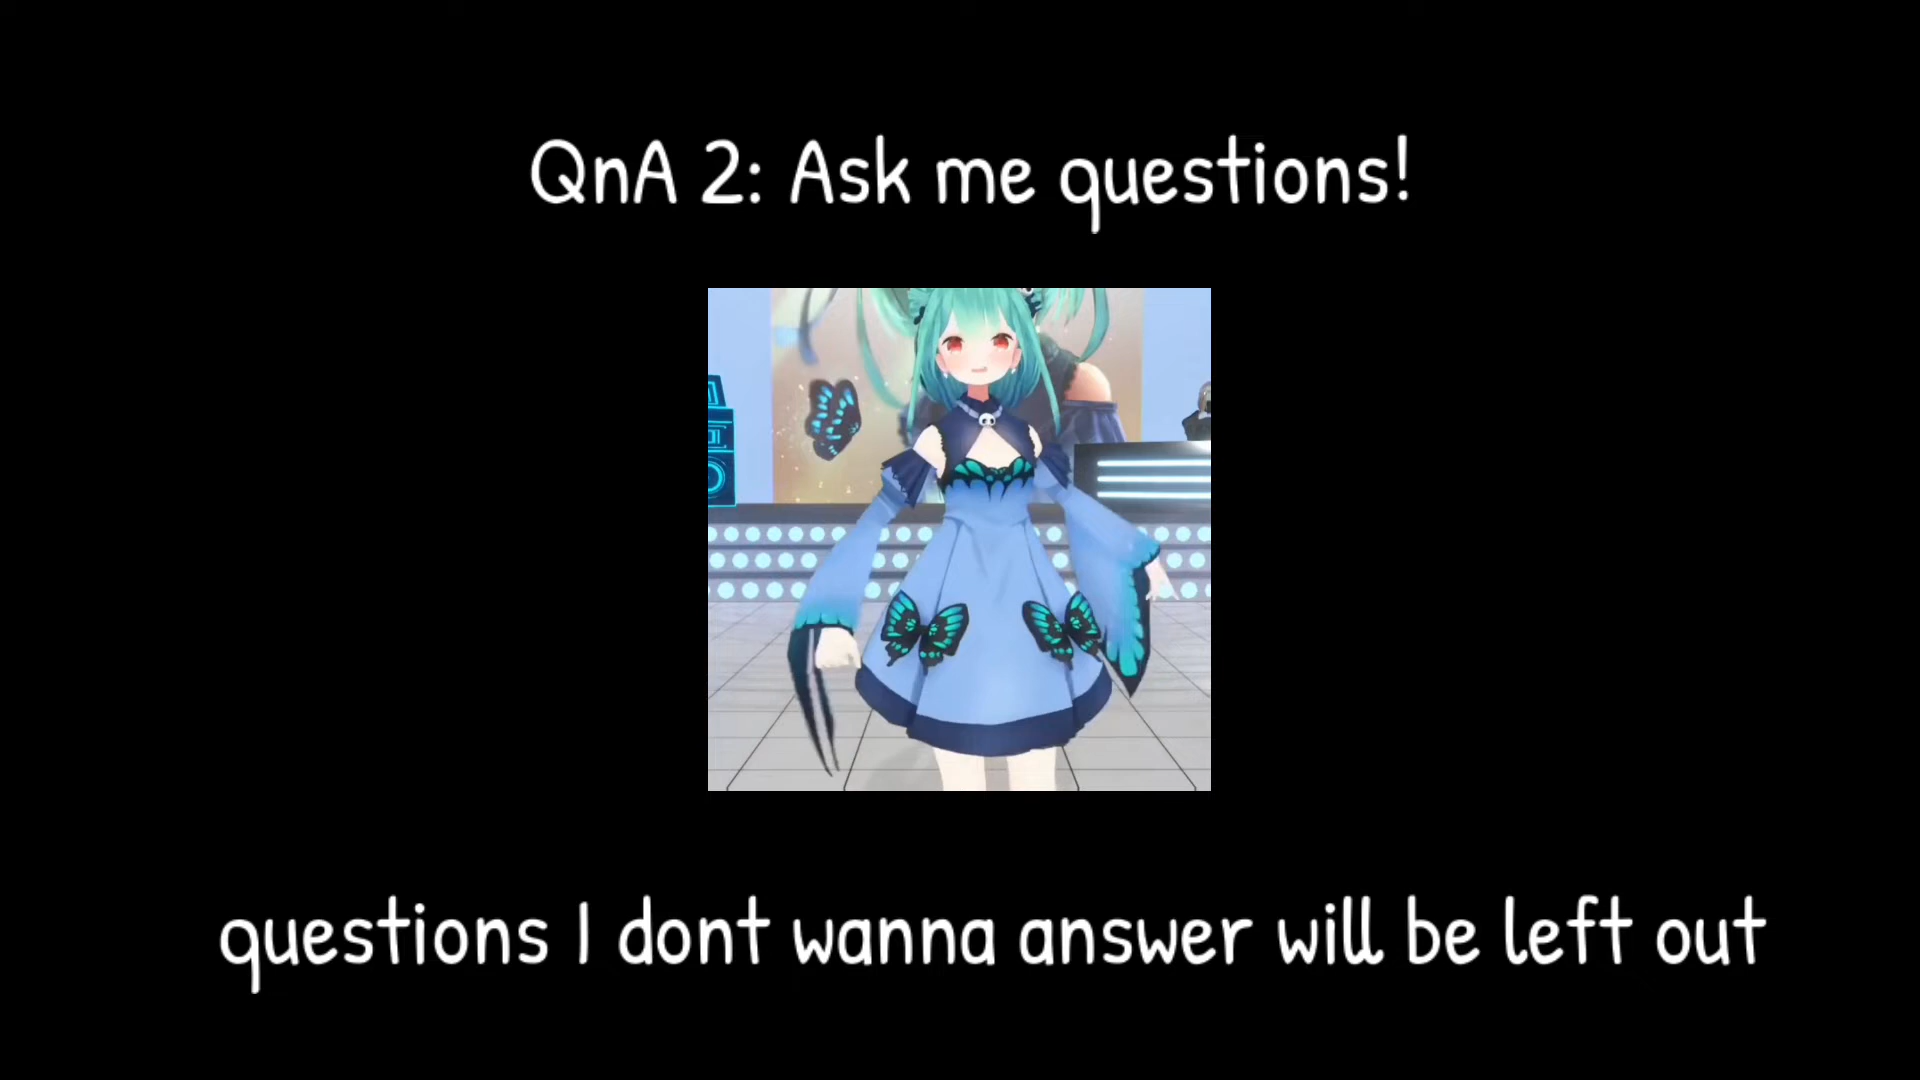 QnA 2: Ask me questions!
questions I dont wanna answer will be left out